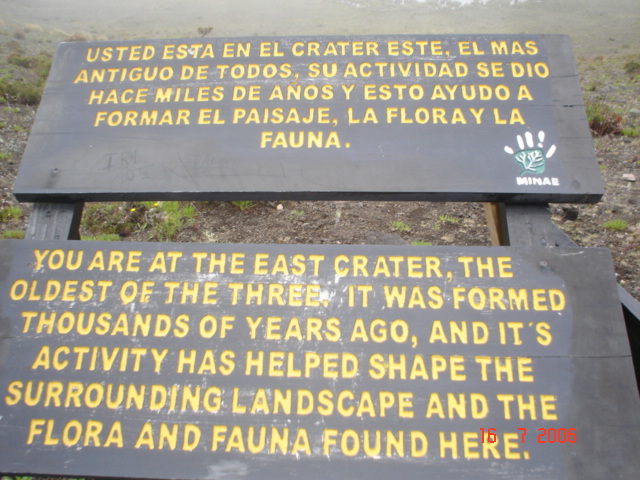 USTED ESTA EN EL CRATER ESTE, EL MAS
ANTIGUO DE TODOS, SU ACTIVIDAD SE DIO
HACE MILES DE AÑOS Y ESTO AYUDO A
FORMAR EL PAISAJE, LA FLORA Y LA
FAUNA.
MINAE
YOU ARE AT THE EAST CRATER, THE
OLDEST OF THE THREE. IT WAS FORMED
THOUSANDS OF YEARS AGO, AND IT'S
ACTIVITY HAS HELPED SHAPE THE
SURROUNDING LANDSCAPE AND THE
FLORA AND FAUNA FOUND HERE.
16 7 2006